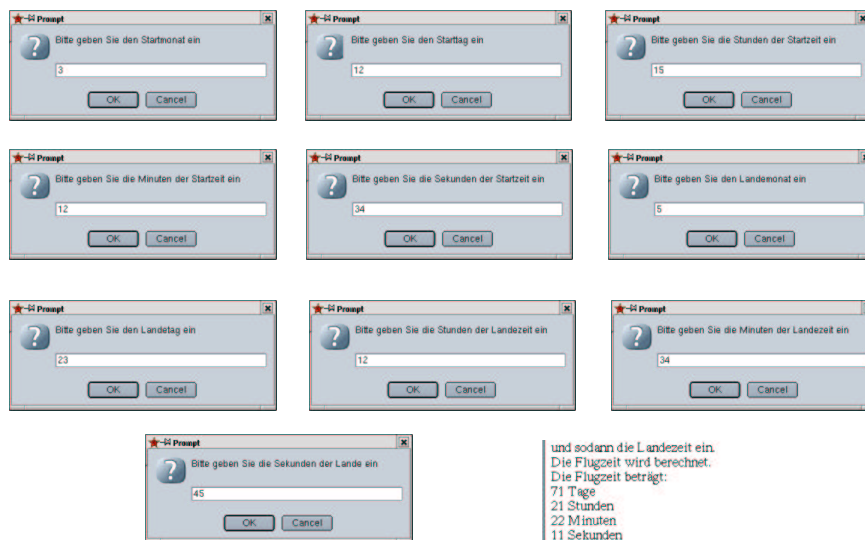 Prompt
Bitte geben Sie den Startmonat ein
3
OK Cancel
Prompt
Bitte geben Sie den Starttag ein
12
OK Cancel
Prompt
Bitte geben Sie die Stunden der Startzeit ein
15
OK Cancel
Prompt
Bitte geben Sie die Minuten der Startzeit ein
12
OK Cancel
Prompt
Bitte geben Sie die Sekunden der Startzeit ein
34
OK Cancel
Prompt
Bitte geben Sie den Landemonat ein
5
OK Cancel
Prompt
Bitte geben Sie den Landetag ein
23
OK Cancel
Prompt
Bitte geben Sie die Stunden der Landezeit ein
12
OK Cancel
Prompt
Bitte geben Sie die Minuten der Landezeit ein
34
OK Cancel
Prompt
Bitte geben Sie die Sekunden der Lande ein
45
OK Cancel
und sodann die Landezeit ein.
Die Flugzeit wird berechnet.
Die Flugzeit beträgt:
71 Tage
21 Stunden
22 Minuten
11 Sekunden